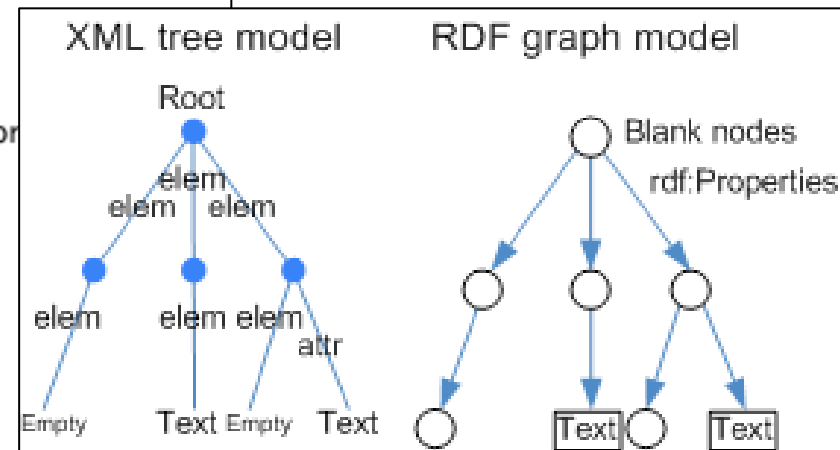 XML tree model
RDF graph model
Root
or
Blank nodes
elem
rdf:Properties
elem elem
elem elem elem
attr
Empty Text Empty Text
Text Text